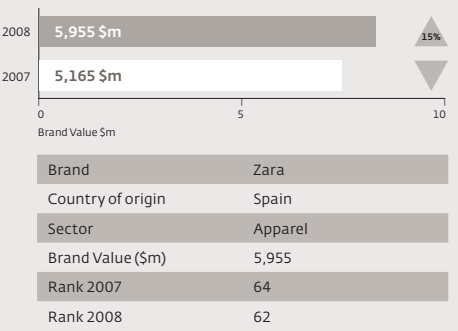 2008 5,955 $m 15%
2007 5,165 $m
0 5 10
Brand Value $m
Brand Zara
Country of origin Spain
Sector Apparel
Brand Value ($m) 5,955
Rank 2007 64
Rank 2008 62